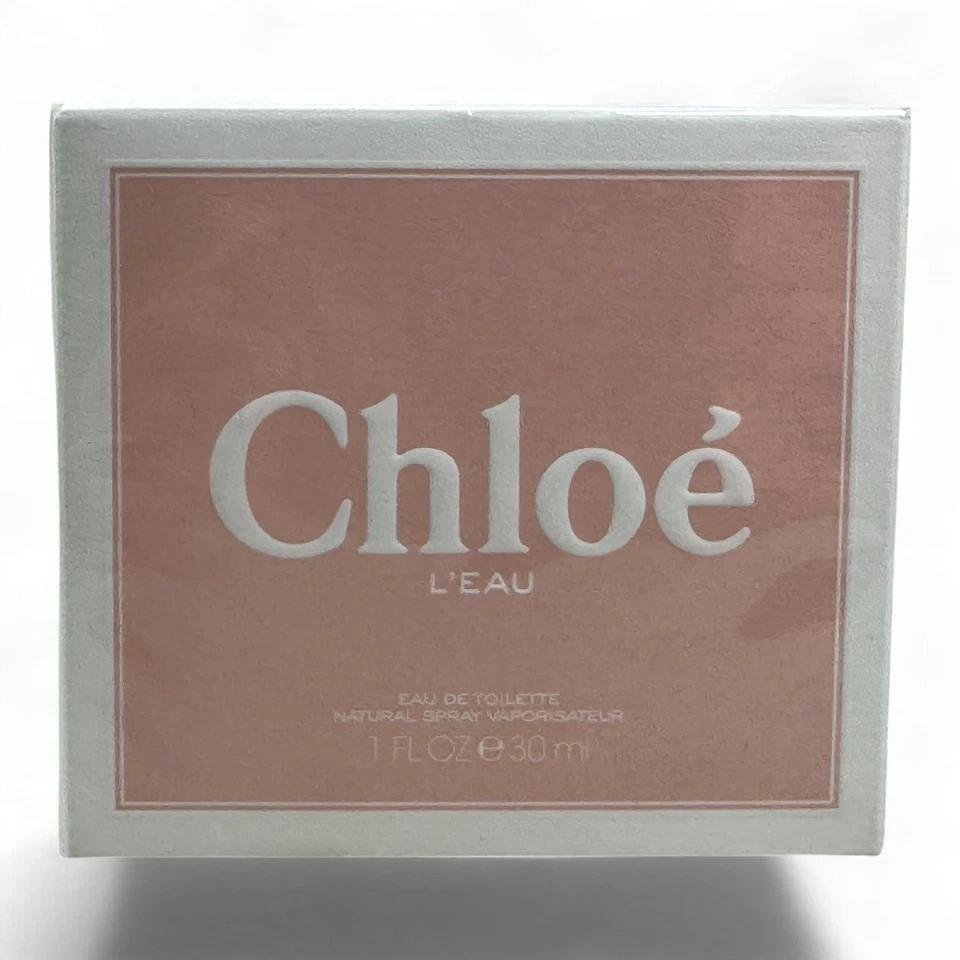 Chloé
L'EAU
EAU DE TOILETTE
NATURAL SPRAY VAPORISATEUR
1 FL OZ ℮ 30 ml